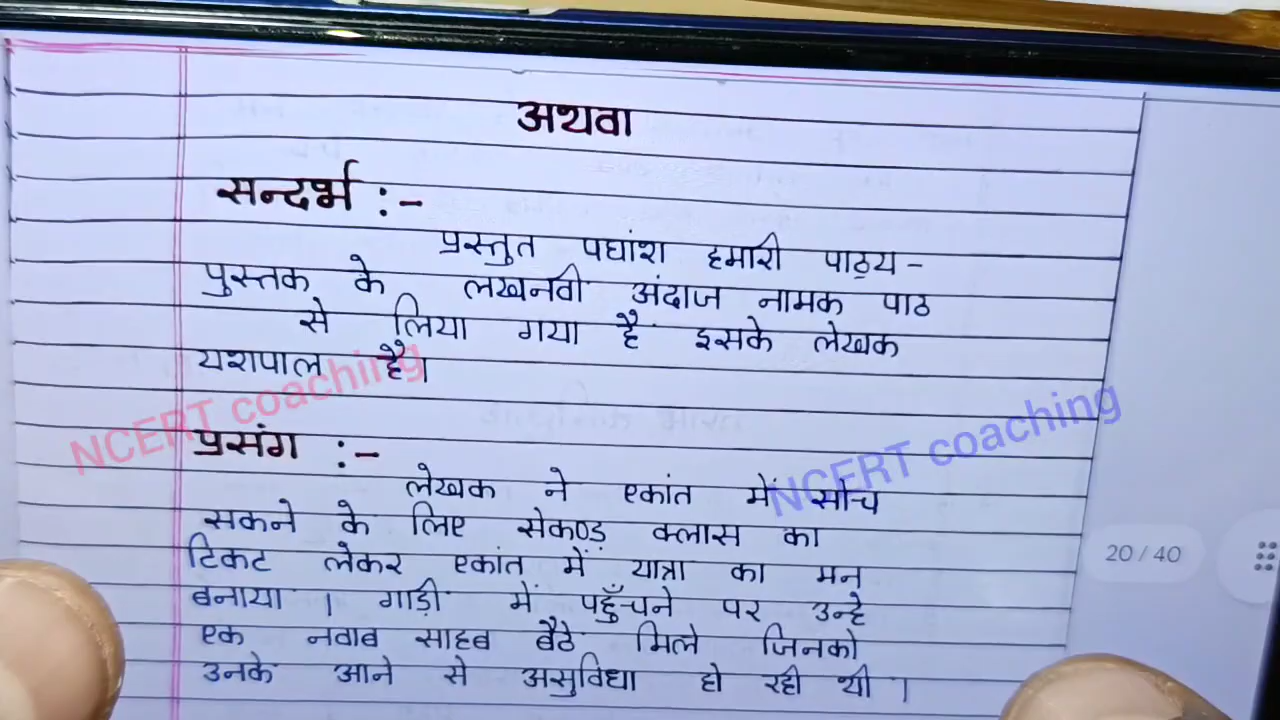 अथवा
सन्दर्भ :-
प्रस्तुत पद्यांश हमारी पाठ्य-
पुस्तक के लखनवी अंदाज नामक पाठ
से लिया गया है इसके लेखक
यशपाल हैं।
NCERT coaching
प्रसंग :-
NCERT coaching
लेखक ने एकांत में सोच
सकने के लिए सेकण्ड़ क्लास का
टिकट लेकर एकांत में यात्रा का मन
20 / 40
बनाया । गाड़ी में पहुँचने पर उन्हे
एक नवाब साहब बैठे मिले जिनको
उनके आने से असुविधा हो रही थी ।